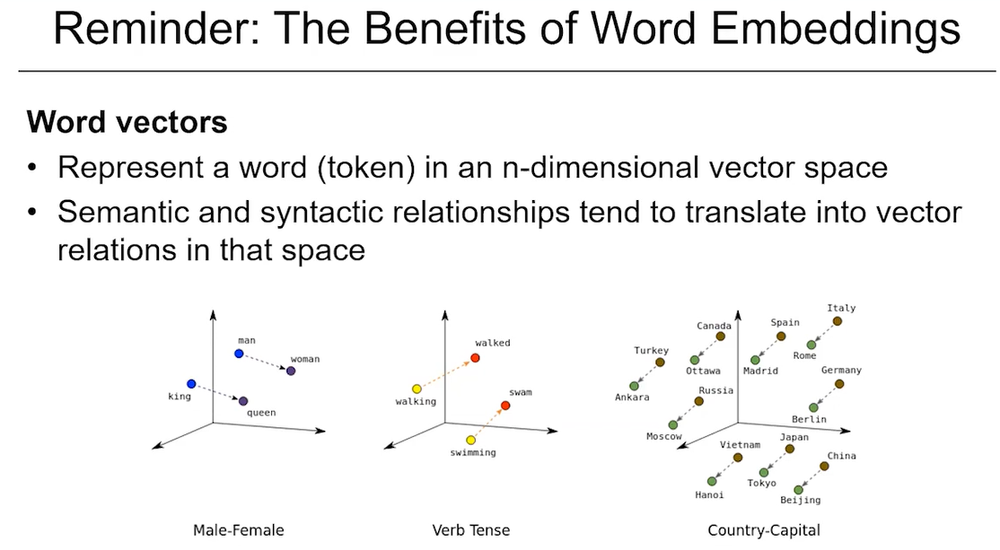 Reminder: The Benefits of Word Embeddings
Word vectors
• Represent a word (token) in an n-dimensional vector space
• Semantic and syntactic relationships tend to translate into vector
relations in that space
man
woman
king
queen
Male-Female
walked
swam
walking
swimming
Verb Tense
Italy
Canada
Spain
Rome
Turkey
Ottawa
Madrid
Germany
Ankara
Russia
Berlin
Moscow
Japan
Vietnam
China
Tokyo
Hanoi
Beijing
Country-Capital